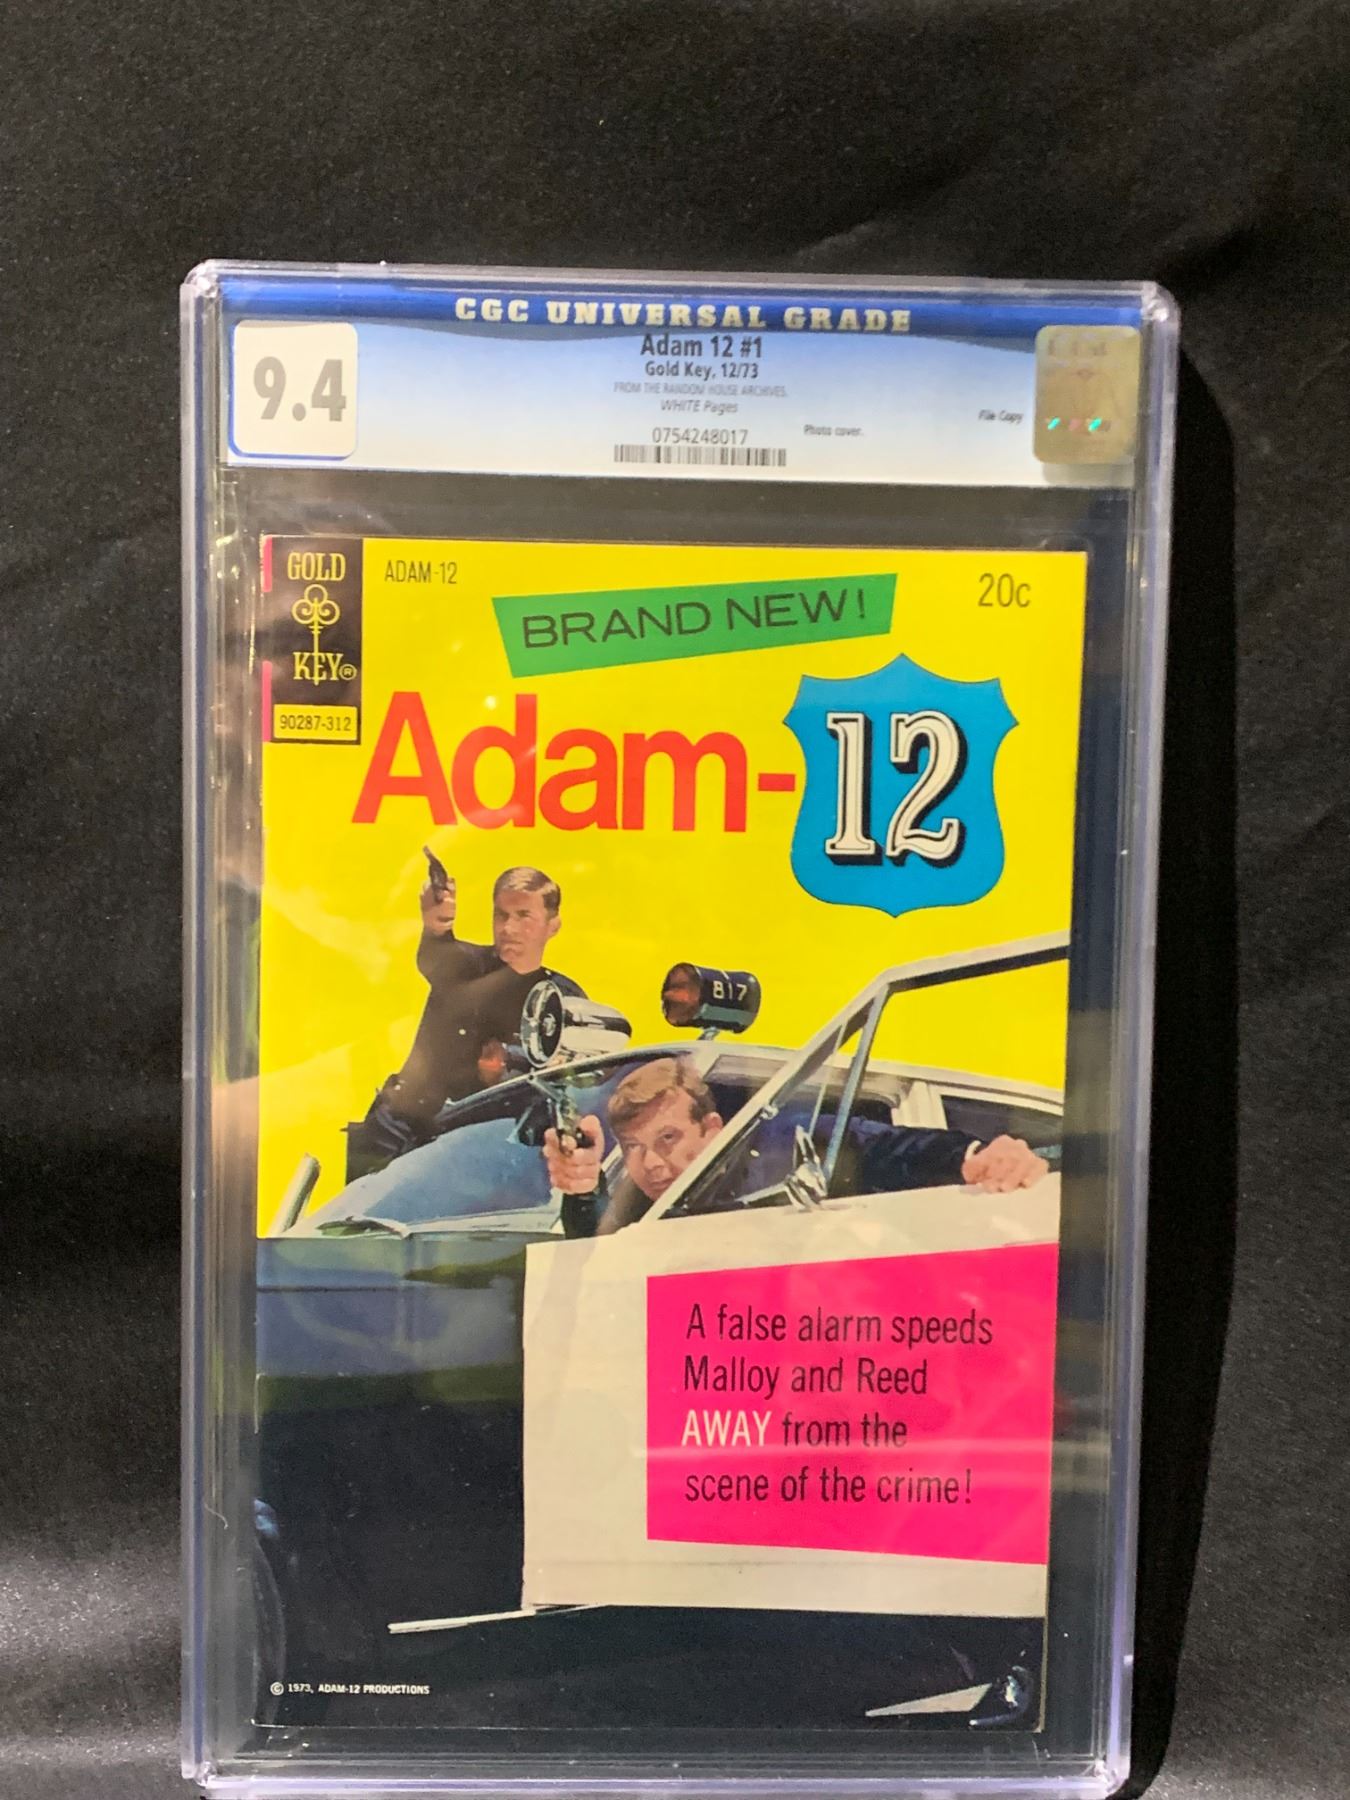 CGC UNIVERSAL GRADE
9.4
Adam 12 #1
Gold Key, 12/73
FROM THE RANDOM HOUSE ARCHIVES.
WHITE Pages
File Copy
Photo cover.
0754248017
GOLD
KEY®
90287-312
ADAM-12
BRAND NEW!
20c
Adam-12
817
A false alarm speeds
Malloy and Reed
AWAY from the
scene of the crime!
© 1973, ADAM-12 PRODUCTIONS